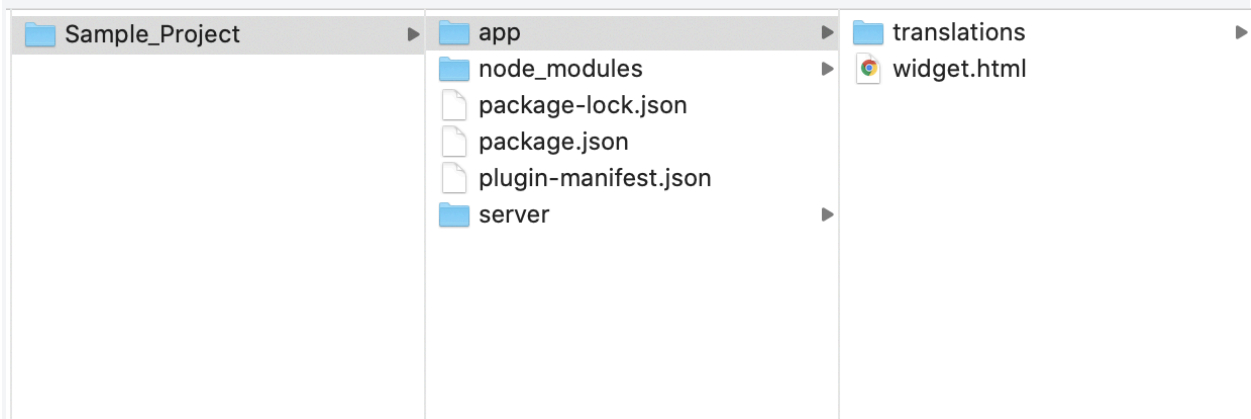 Sample_Project
app
node_modules
package-lock.json
package.json
plugin-manifest.json
server
translations
widget.html